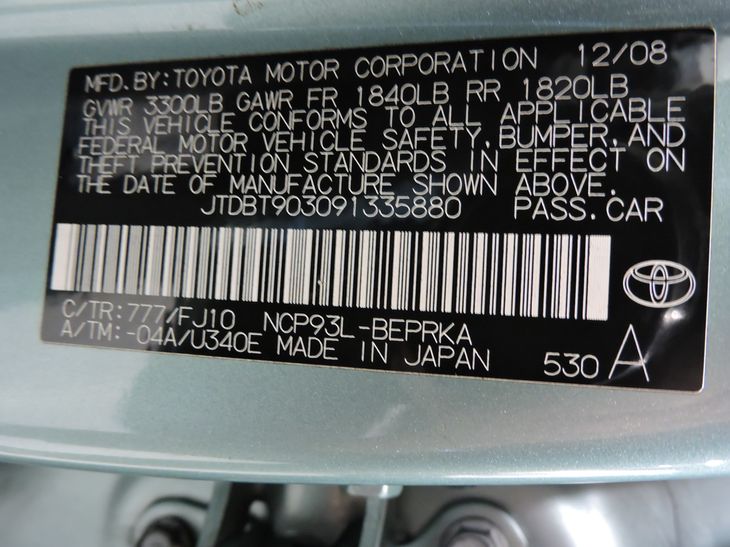 MFD.BY:TOYOTA MOTOR CORPORATION 12/08
GVWR 3300LB GAWR FR 1840LB RR 1820LB
THIS VEHICLE CONFORMS TO ALL APPLICABLE
FEDERAL MOTOR VEHICLE SAFETY,BUMPER,AND
THEFT PREVENTION STANDARDS IN EFFECT ON
THE DATE OF MANUFACTURE SHOWN ABOVE.
JTDBT903091335880 PASS.CAR
C/TR:777/FJ10 NCP93L-BEPRKA
A/TM:-04A/U340E MADE IN JAPAN 530 A